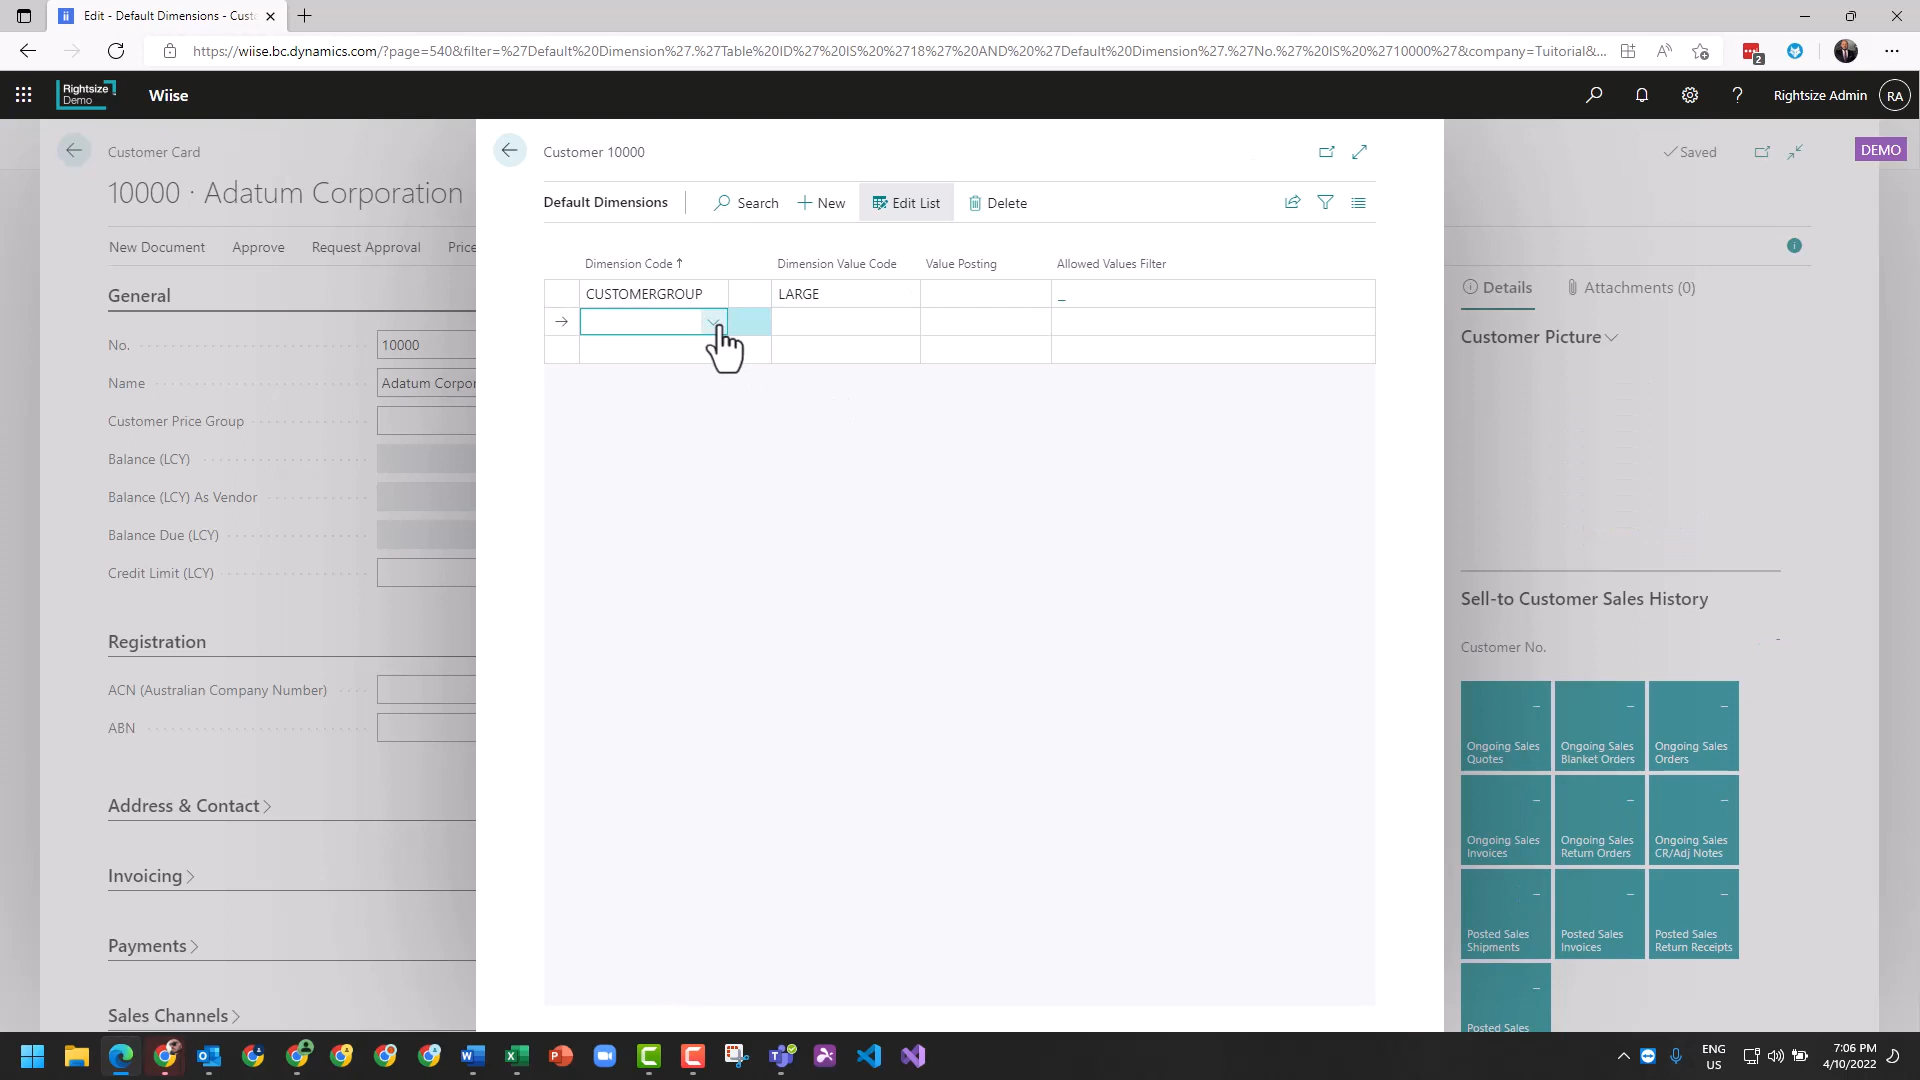 Edit - Default Dimensions - Cust
https://wiise.bc.dynamics.com/?page=540&filter=%27Default%20Dimension%27.%27Table%20ID%27%20IS%20%2718%27%20AND%20%27Default%20Dimension%27.%27No.%27%20IS%20%2710000%27&company=Tuitorial&...
2
Rightsize
Demo
Wiise
Rightsize Admin
RA
Customer Card
10000 · Adatum Corporation
New Document
Approve
Request Approval
Price
General
No.
10000
Name
Adatum Corpor
Customer Price Group
Balance (LCY)
Balance (LCY) As Vendor
Balance Due (LCY)
Credit Limit (LCY)
Registration
ACN (Australian Company Number)
ABN
Address & Contact
Invoicing
Payments
Sales Channels
Customer 10000
Default Dimensions
Search
New
Edit List
Delete
Dimension Code ↑
Dimension Value Code
Value Posting
Allowed Values Filter
CUSTOMERGROUP
LARGE
_
Saved
DEMO
Details
Attachments (0)
Customer Picture
Sell-to Customer Sales History
Customer No.
Ongoing Sales
Quotes
Ongoing Sales
Blanket Orders
Ongoing Sales
Orders
Ongoing Sales
Invoices
Ongoing Sales
Return Orders
Ongoing Sales
CR/Adj Notes
Posted Sales
Shipments
Posted Sales
Invoices
Posted Sales
Return Receipts
Posted Sales
ENG
US
7:06 PM
4/10/2022